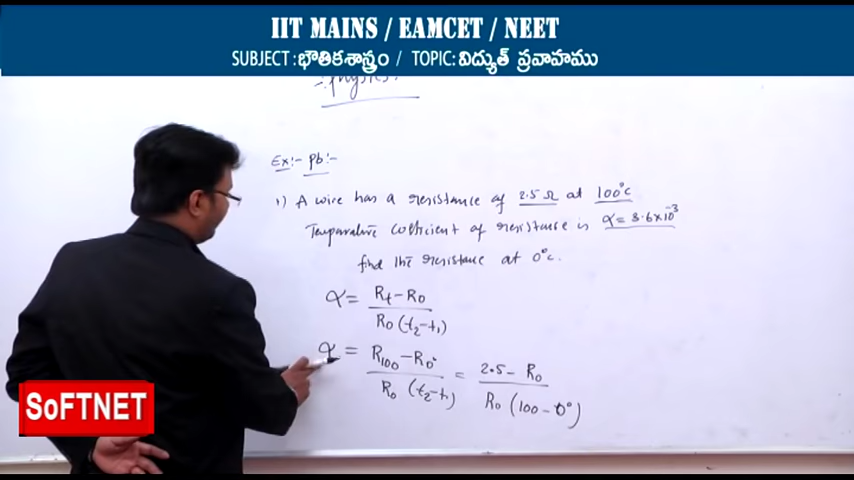 IIT MAINS / EAMCET / NEET
SUBJECT : భౌతికశాస్త్రం / TOPIC: విద్యుత్ ప్రవాహము
:-physics:
Ex:- Pb:-
1) A wire has a resistance of 2.5 Ω at 100°c
Temparative coefficient of resistance is α = 3.6×10⁻³
find the resistance at 0°c.
α = (Rt - R0) / (R0 (t2 - t1))
α = (R100 - R0°) / (R0 (t2 - t1)) = (2.5 - R0) / (R0 (100 - 0°))
SoFTNET